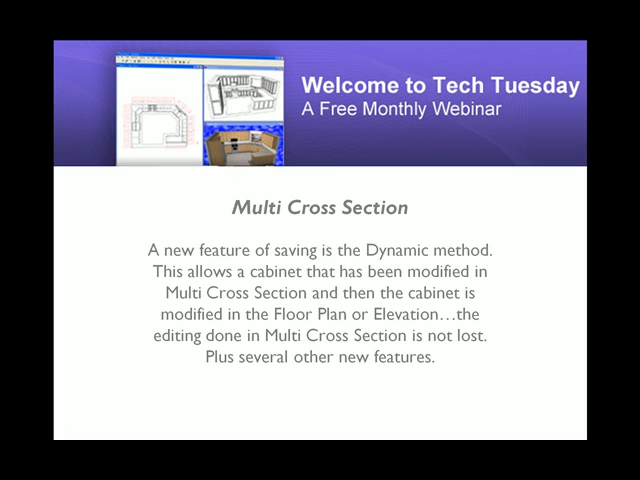 Welcome to Tech Tuesday
A Free Monthly Webinar
Multi Cross Section
A new feature of saving is the Dynamic method.
This allows a cabinet that has been modified in
Multi Cross Section and then the cabinet is
modified in the Floor Plan or Elevation…the
editing done in Multi Cross Section is not lost.
Plus several other new features.